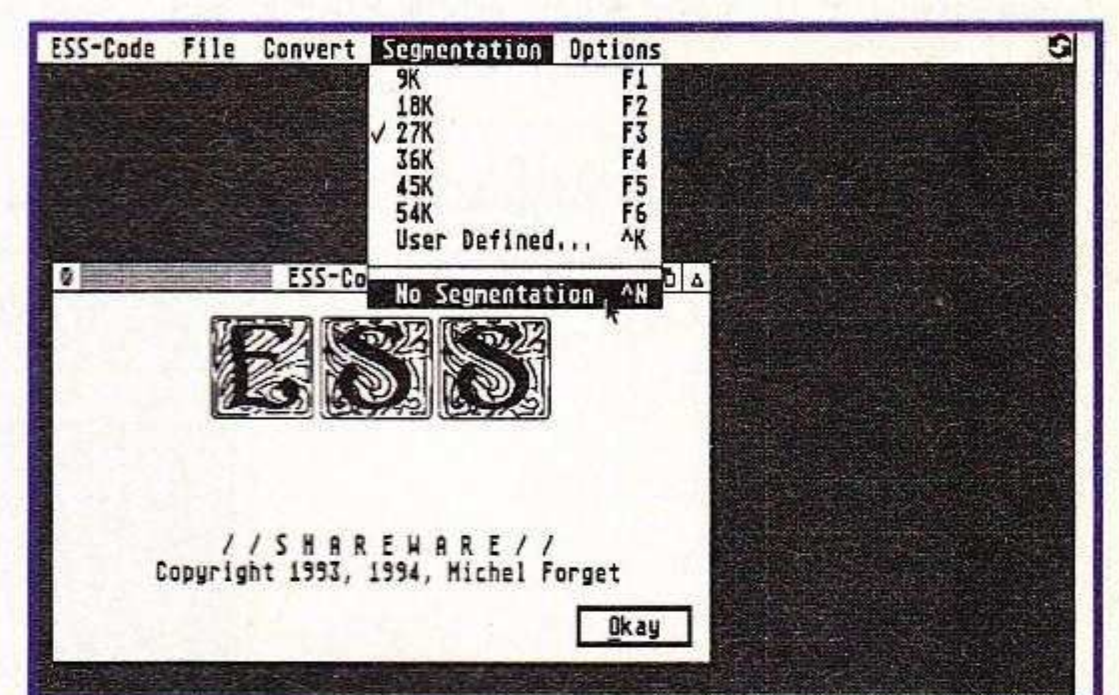 ESS-Code File Convert Segmentation Options
9K F1
18K F2
✓ 27K F3
36K F4
45K F5
54K F6
User Defined... ^K
No Segmentation ^N
ESS-Co
ESS
//SHAREWARE//
Copyright 1993, 1994, Michel Forget
Okay